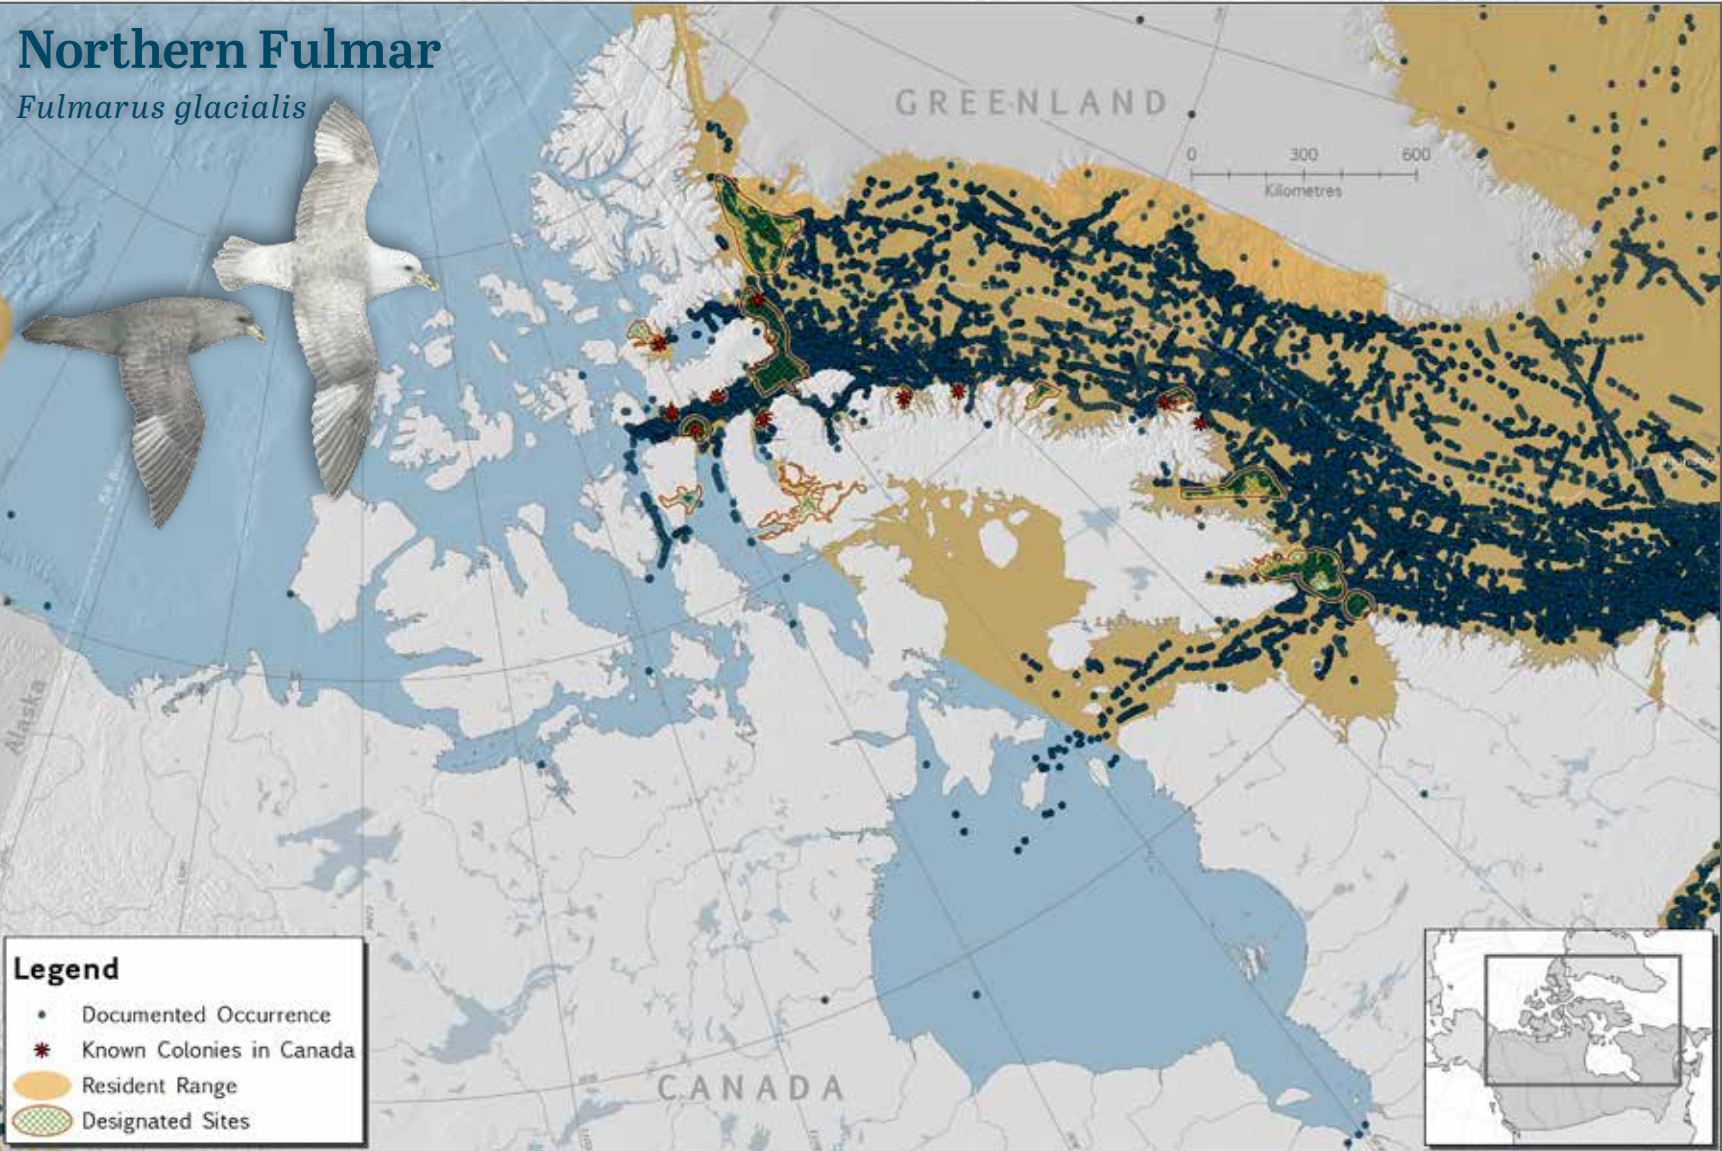 Northern Fulmar
Fulmarus glacialis
GREENLAND
0 300 600
Kilometres
Alaska
CANADA
Legend
Documented Occurrence
Known Colonies in Canada
Resident Range
Designated Sites